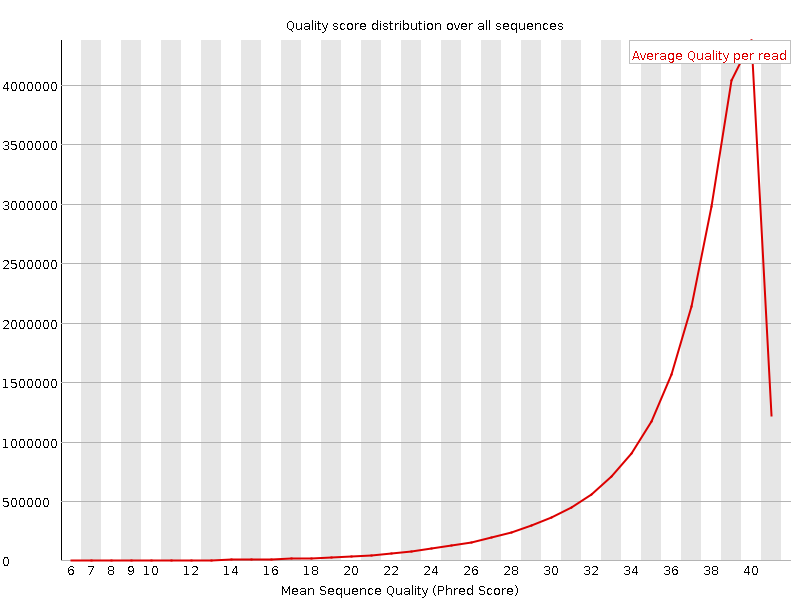 Quality score distribution over all sequences
Average Quality per read
4000000
3500000
3000000
2500000
2000000
1500000
1000000
500000
0
6 7 8 9 10 12 14 16 18 20 22 24 26 28 30 32 34 36 38 40
Mean Sequence Quality (Phred Score)